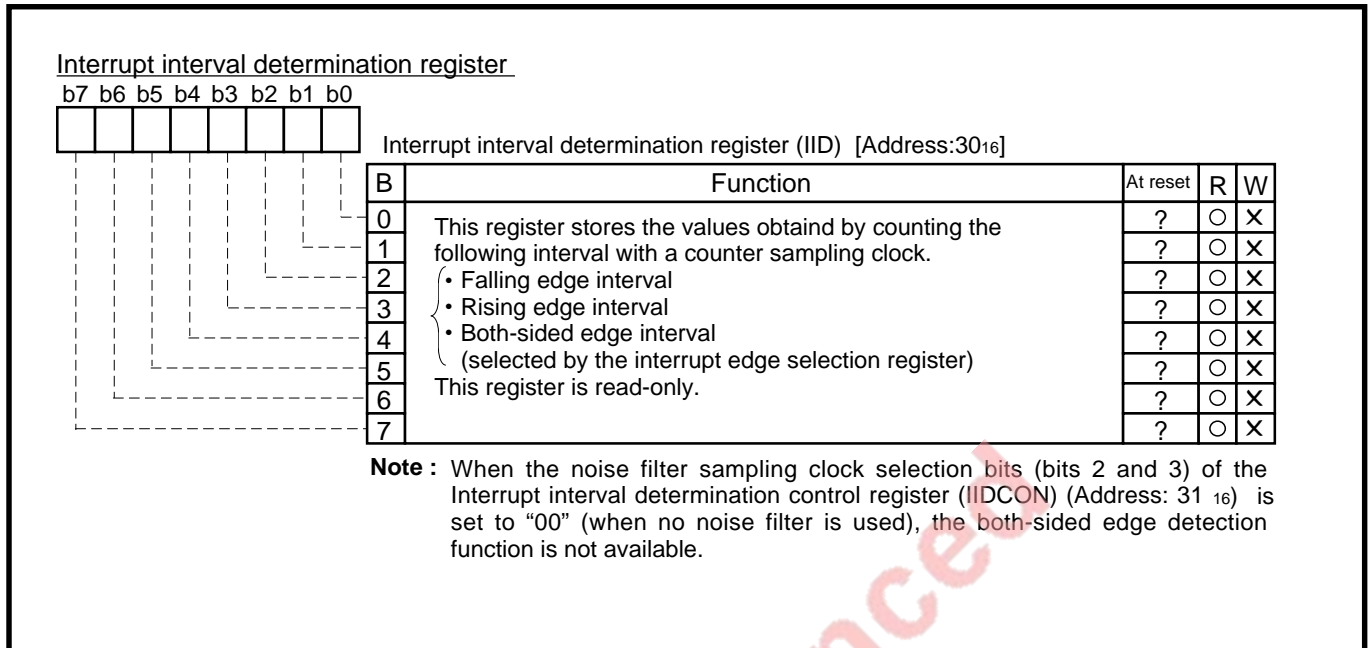 Interrupt interval determination register
b7 b6 b5 b4 b3 b2 b1 b0
Interrupt interval determination register (IID) [Address:3016]
B Function At reset R W
0 ? ○ ×
This register stores the values obtaind by counting the
1 ? ○ ×
following interval with a counter sampling clock.
2 ? ○ ×
• Falling edge interval
3 ? ○ ×
• Rising edge interval
4 ? ○ ×
• Both-sided edge interval
(selected by the interrupt edge selection register)
5 ? ○ ×
This register is read-only.
6 ? ○ ×
7 ? ○ ×
Note : When the noise filter sampling clock selection bits (bits 2 and 3) of the
Interrupt interval determination control register (IIDCON) (Address: 31 16) is
set to “00” (when no noise filter is used), the both-sided edge detection
function is not available.